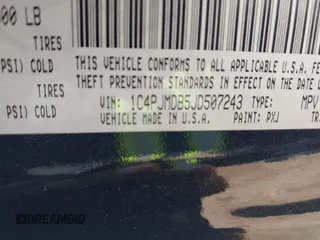 00 LB
TIRES
PSI) COLD
TIRES
PSI) COLD
THIS VEHICLE CONFORMS TO ALL APPLICABLE U.S.A. FE
THEFT PREVENTION STANDARDS IN EFFECT ON THE DATE O
VIN: 1C4PJMDB5JD507243 TYPE: MPV
VEHICLE MADE IN U.S.A. PAINT: PXJ TR
DREAMBID